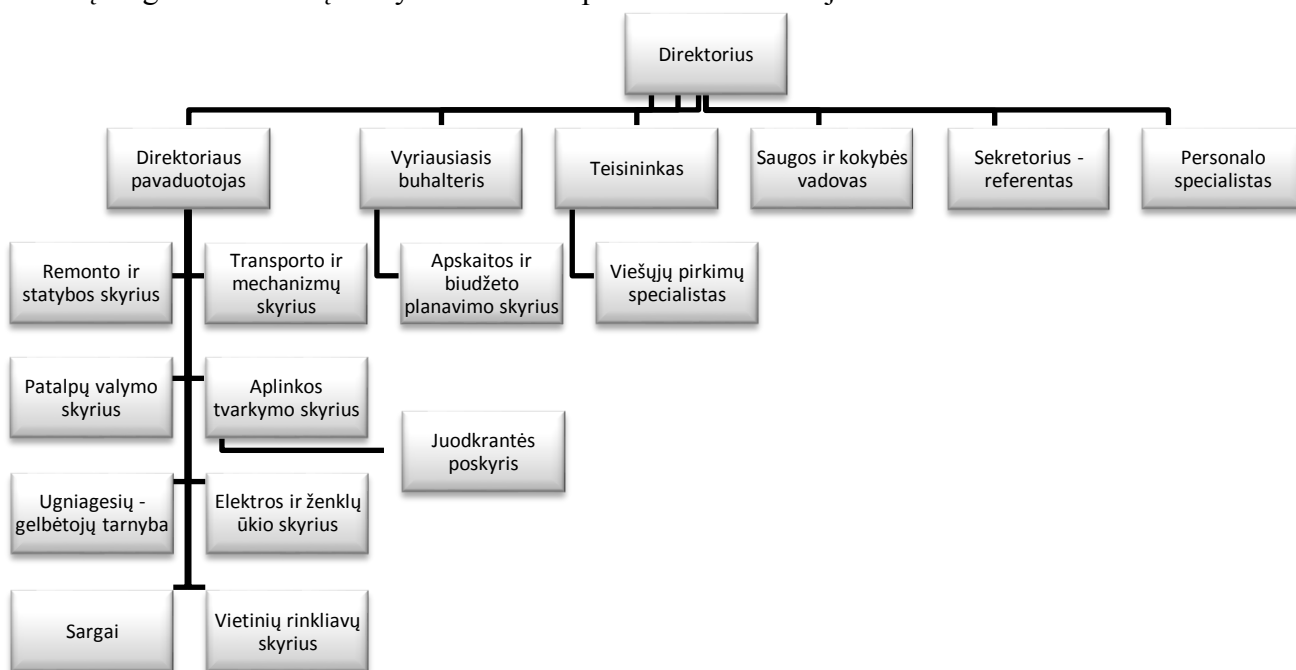 Direktorius
Direktoriaus
pavaduotojas
Vyriausiasis
buhalteris
Teisininkas
Saugos ir kokybės
vadovas
Sekretorius -
referentas
Personalo
specialistas
Remonto ir
statybos skyrius
Transporto ir
mechanizmų
skyrius
Apskaitos ir
biudžeto
planavimo skyrius
Viešųjų pirkimų
specialistas
Patalpų valymo
skyrius
Aplinkos
tvarkymo skyrius
Juodkrantės
poskyris
Ugniagesių -
gelbėtojų tarnyba
Elektros ir ženklų
ūkio skyrius
Sargai
Vietinių rinkliavų
skyrius